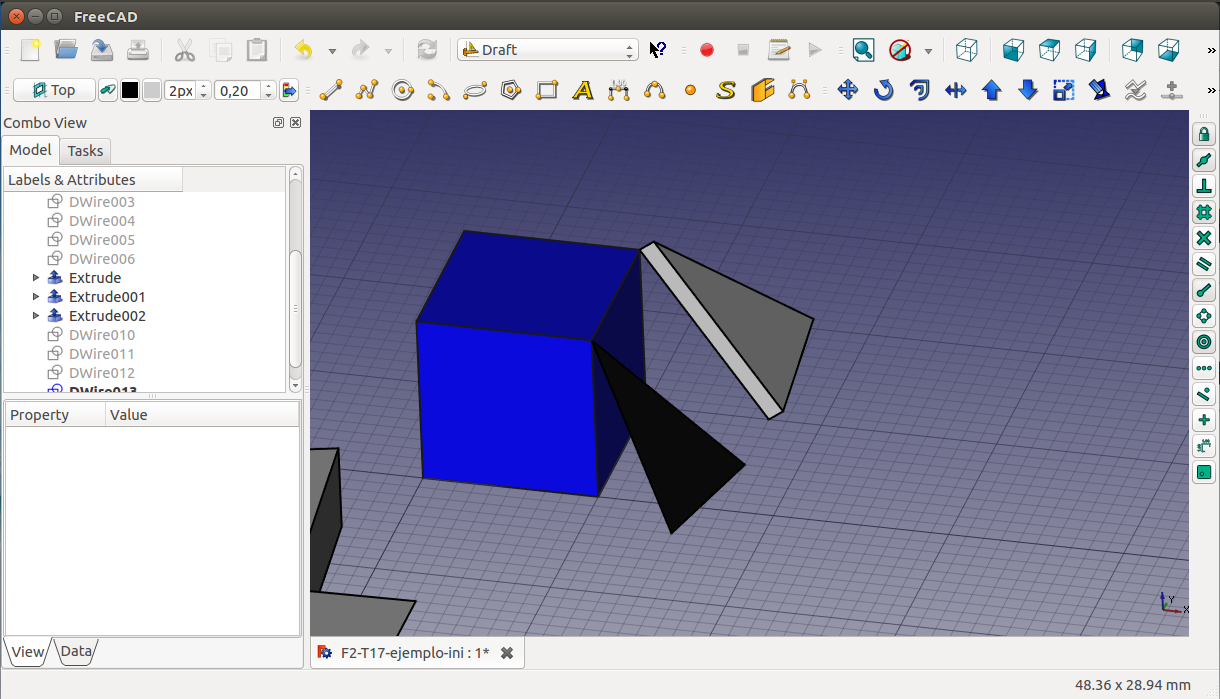 FreeCAD
Draft
Top
2px
0,20
Combo View
Model
Tasks
Labels & Attributes
DWire003
DWire004
DWire005
DWire006
Extrude
Extrude001
Extrude002
DWire010
DWire011
DWire012
DWire013
Property
Value
View
Data
Y
X
F2-T17-ejemplo-ini : 1*
48.36 x 28.94 mm